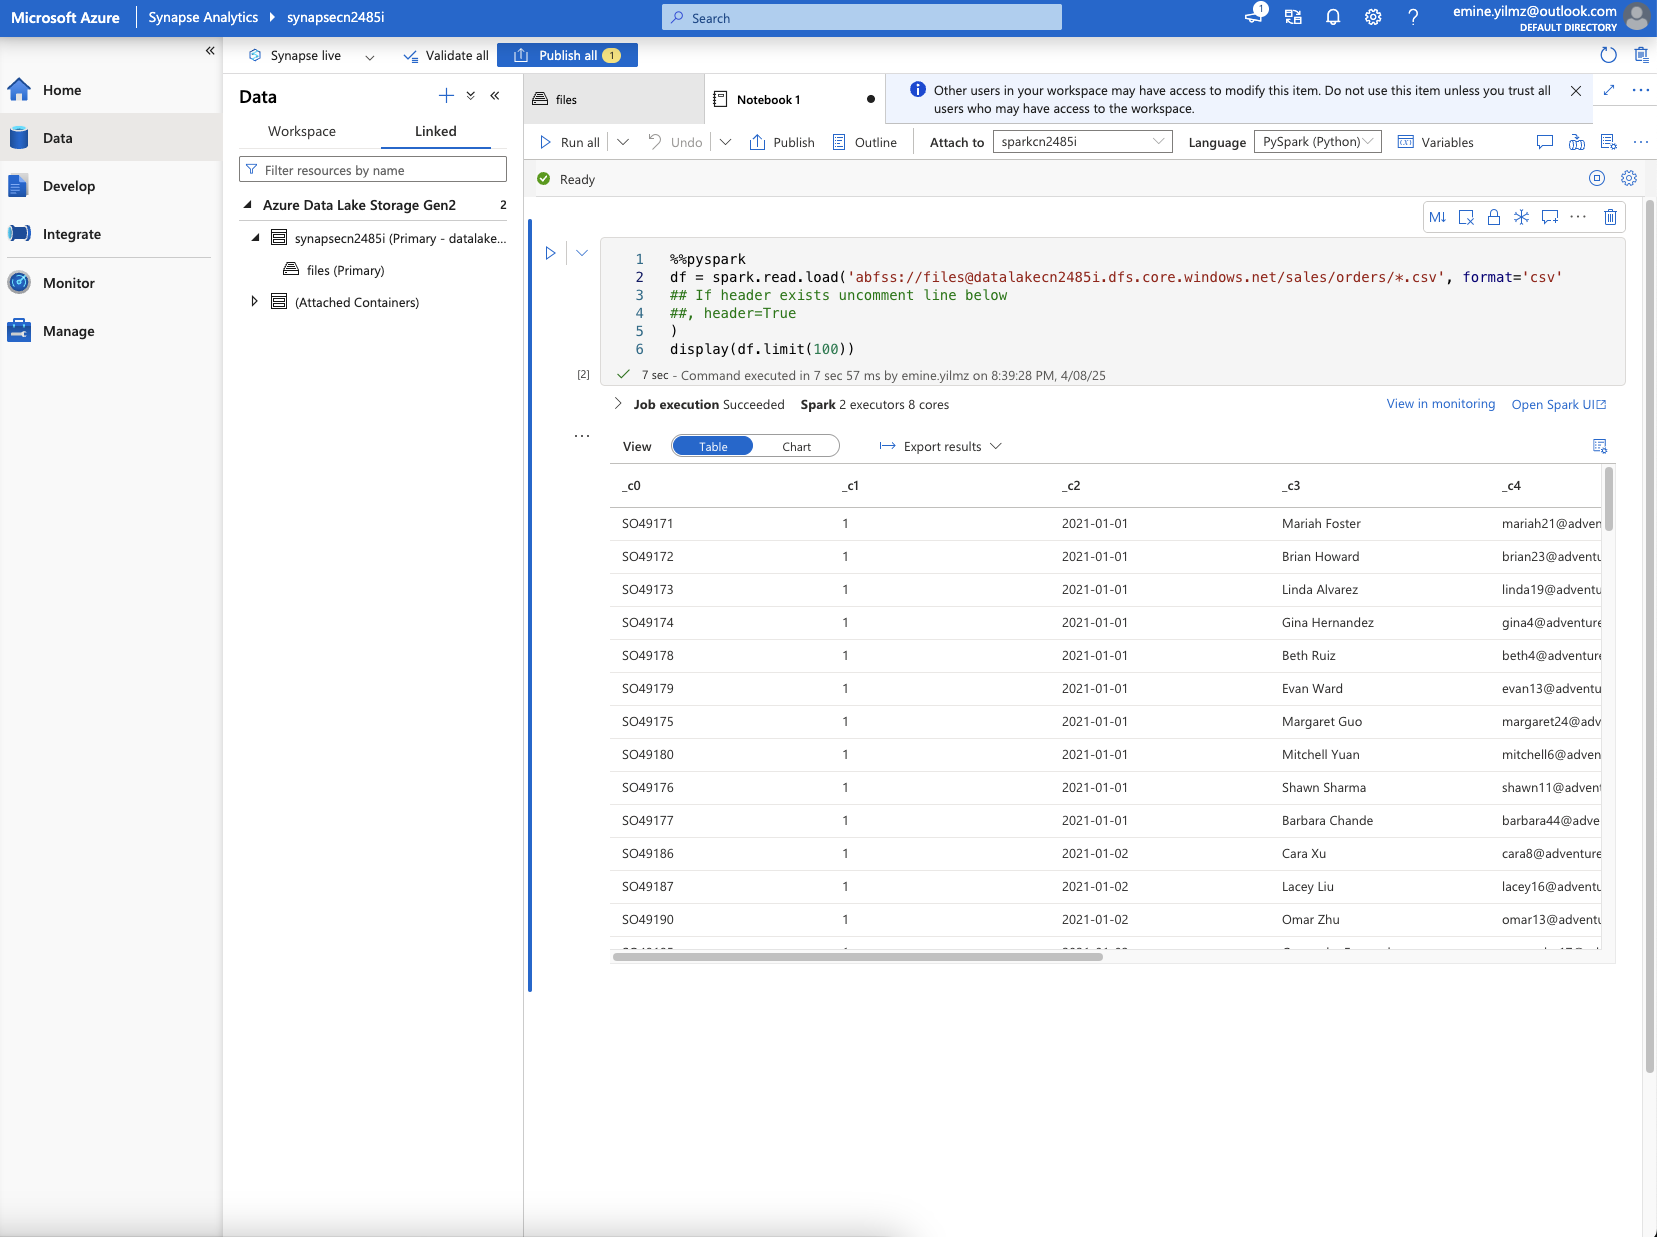 Microsoft Azure
Synapse Analytics
synapsecn2485i
Search
1
emine.yilmz@outlook.com
DEFAULT DIRECTORY
Home
Data
Develop
Integrate
Monitor
Manage
Synapse live
Validate all
Publish all 1
Data
Workspace
Linked
Filter resources by name
Azure Data Lake Storage Gen2 2
synapsecn2485i (Primary - datalake...
files (Primary)
(Attached Containers)
files
Notebook 1
Other users in your workspace may have access to modify this item. Do not use this item unless you trust all
users who may have access to the workspace.
Run all
Undo
Publish
Outline
Attach to
sparkcn2485i
Language
PySpark (Python)
Variables
Ready
M↓
1 %%pyspark
2 df = spark.read.load('abfss://files@datalakecn2485i.dfs.core.windows.net/sales/orders/*.csv', format='csv'
3 ## If header exists uncomment line below
4 ##, header=True
5 )
6 display(df.limit(100))
[2]
7 sec - Command executed in 7 sec 57 ms by emine.yilmz on 8:39:28 PM, 4/08/25
Job execution Succeeded Spark 2 executors 8 cores
View in monitoring
Open Spark UI
View
Table
Chart
Export results
_c0 _c1 _c2 _c3 _c4
SO49171 1 2021-01-01 Mariah Foster mariah21@adven
SO49172 1 2021-01-01 Brian Howard brian23@adventu
SO49173 1 2021-01-01 Linda Alvarez linda19@adventu
SO49174 1 2021-01-01 Gina Hernandez gina4@adventure
SO49178 1 2021-01-01 Beth Ruiz beth4@adventure
SO49179 1 2021-01-01 Evan Ward evan13@adventu
SO49175 1 2021-01-01 Margaret Guo margaret24@adv
SO49180 1 2021-01-01 Mitchell Yuan mitchell6@adven
SO49176 1 2021-01-01 Shawn Sharma shawn11@advent
SO49177 1 2021-01-01 Barbara Chande barbara44@adve
SO49186 1 2021-01-02 Cara Xu cara8@adventure
SO49187 1 2021-01-02 Lacey Liu lacey16@adventu
SO49190 1 2021-01-02 Omar Zhu omar13@adventu